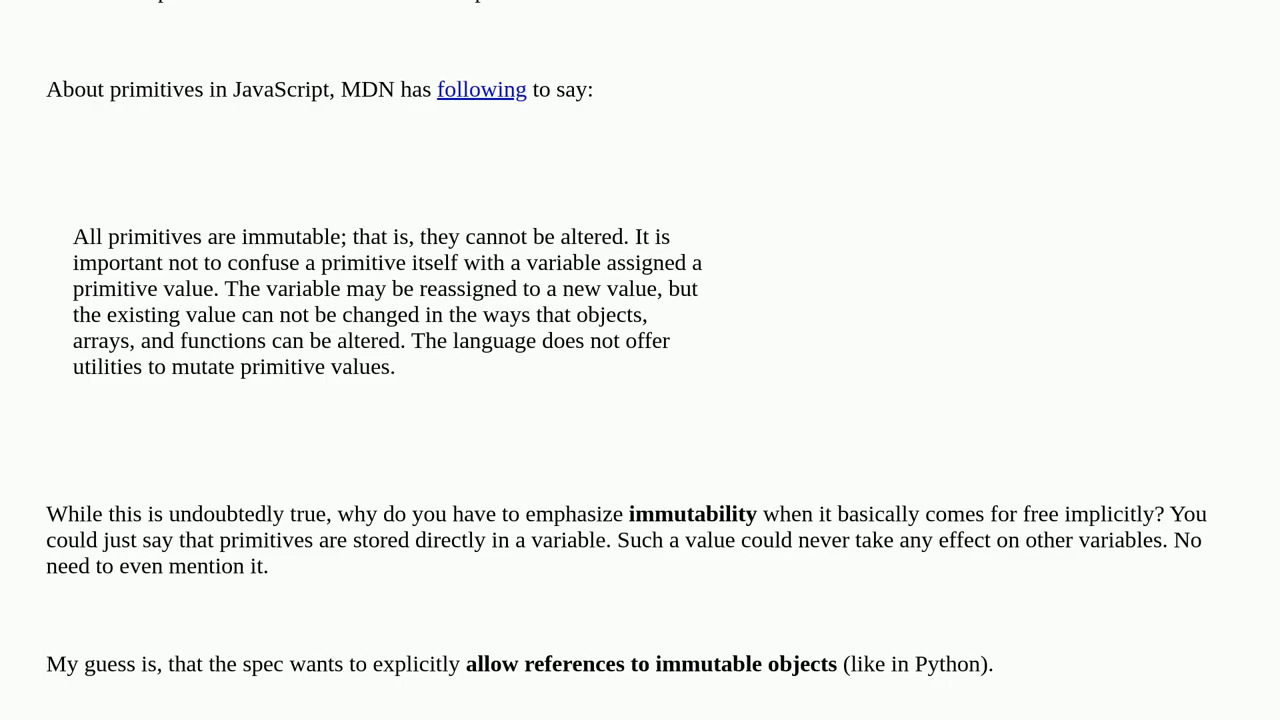 About primitives in JavaScript, MDN has following to say:
All primitives are immutable; that is, they cannot be altered. It is
important not to confuse a primitive itself with a variable assigned a
primitive value. The variable may be reassigned to a new value, but
the existing value can not be changed in the ways that objects,
arrays, and functions can be altered. The language does not offer
utilities to mutate primitive values.
While this is undoubtedly true, why do you have to emphasize immutability when it basically comes for free implicitly? You
could just say that primitives are stored directly in a variable. Such a value could never take any effect on other variables. No
need to even mention it.
My guess is, that the spec wants to explicitly allow references to immutable objects (like in Python).